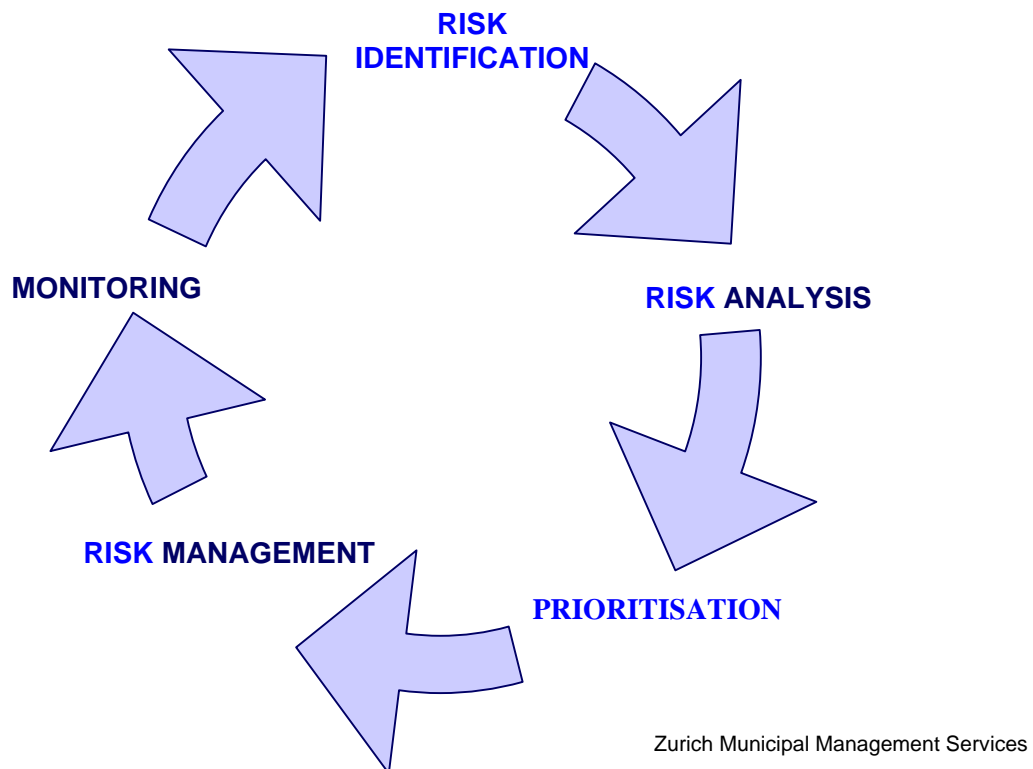 RISK
IDENTIFICATION
RISK ANALYSIS
PRIORITISATION
RISK MANAGEMENT
MONITORING
Zurich Municipal Management Services